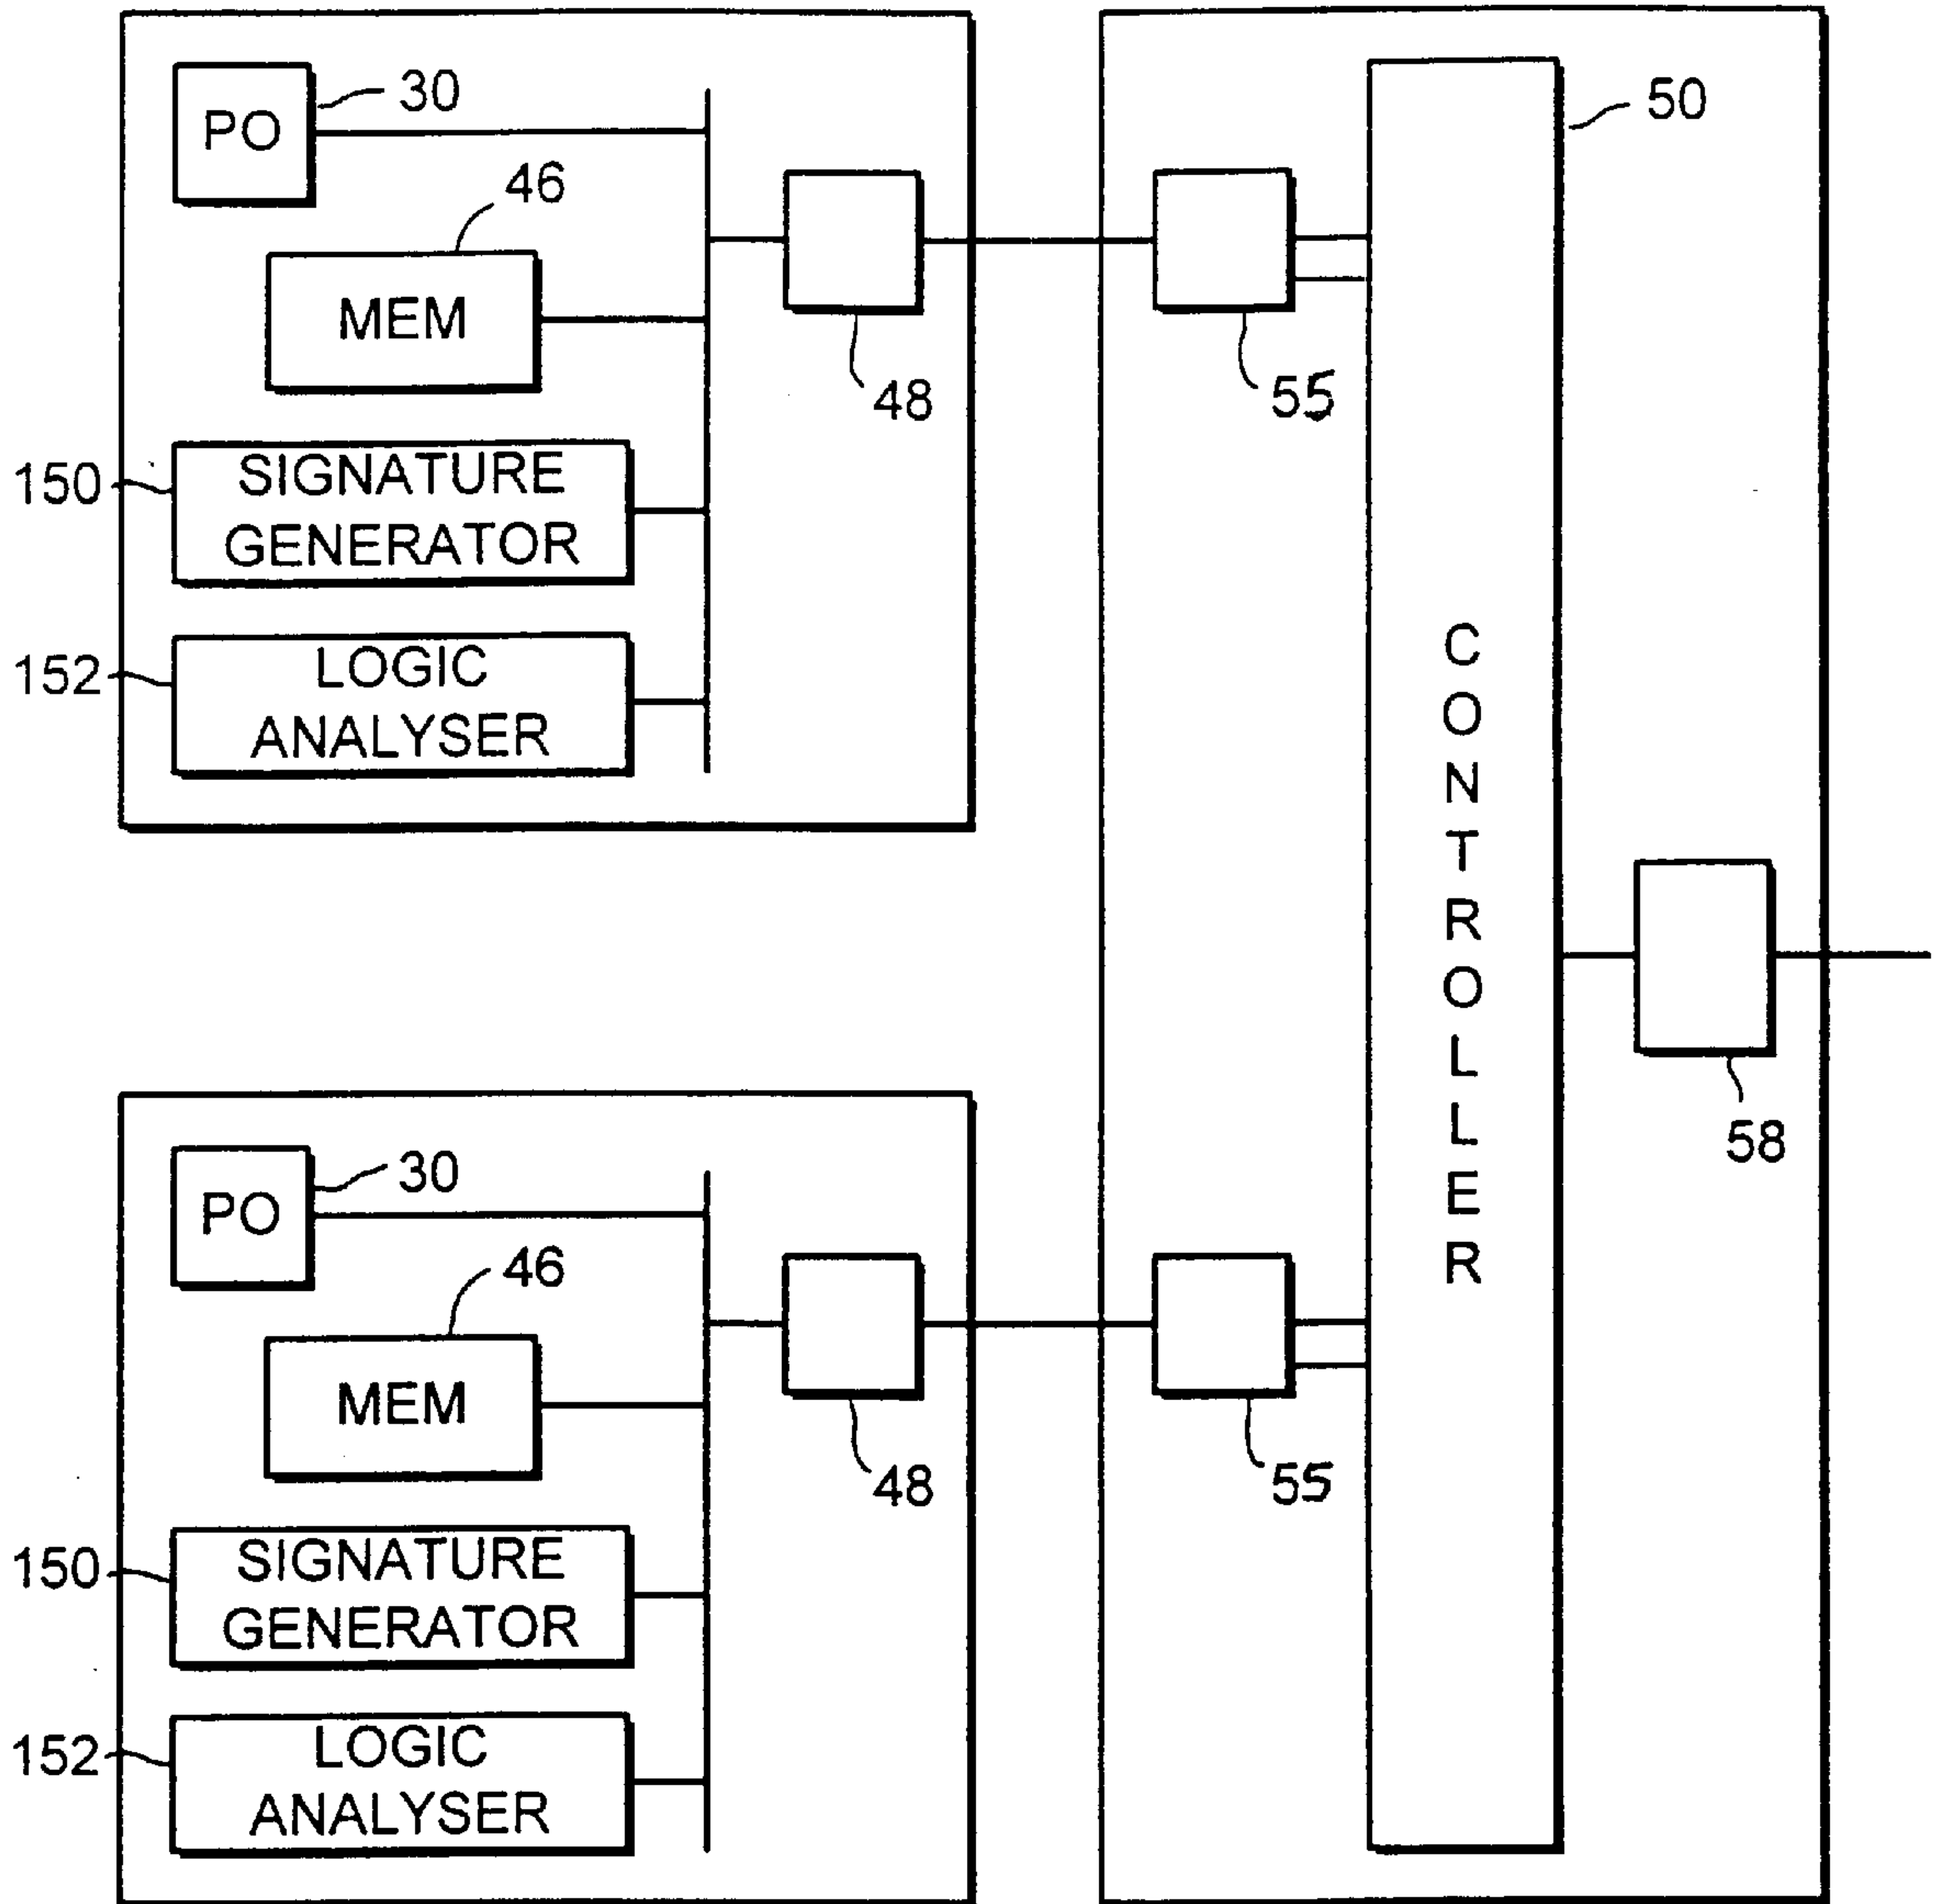 PO
30
46
MEM
48
150
SIGNATURE
GENERATOR
152
LOGIC
ANALYSER
55
50
CONTROLLER
58
PO
30
46
MEM
48
150
SIGNATURE
GENERATOR
152
LOGIC
ANALYSER
55